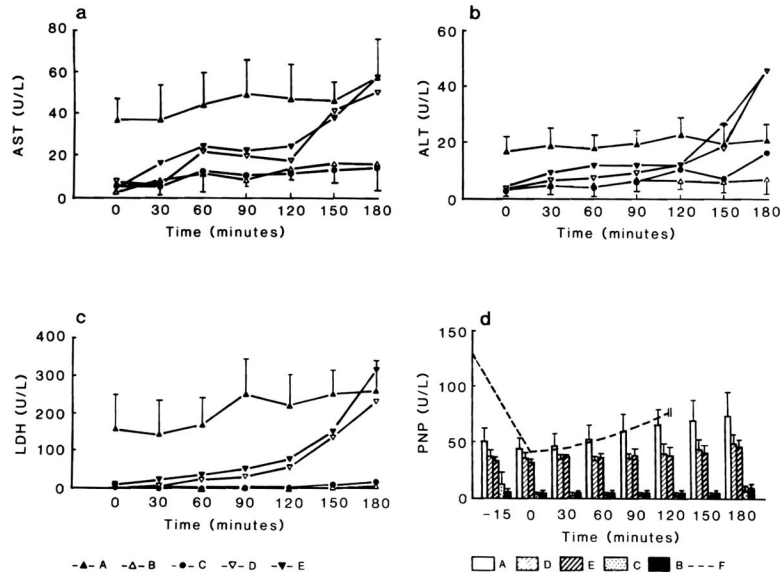 a
AST (U/L)
80
60
40
20
0
0 30 60 90 120 150 180
Time (minutes)
b
ALT (U/L)
60
40
20
0
0 30 60 90 120 150 180
Time (minutes)
c
LDH (U/L)
400
300
200
100
0
0 30 60 90 120 150 180
Time (minutes)
d
PNP (U/L)
150
100
50
0
-15 0 30 60 90 120 150 180
Time (minutes)
A B C D E
A D E C B F